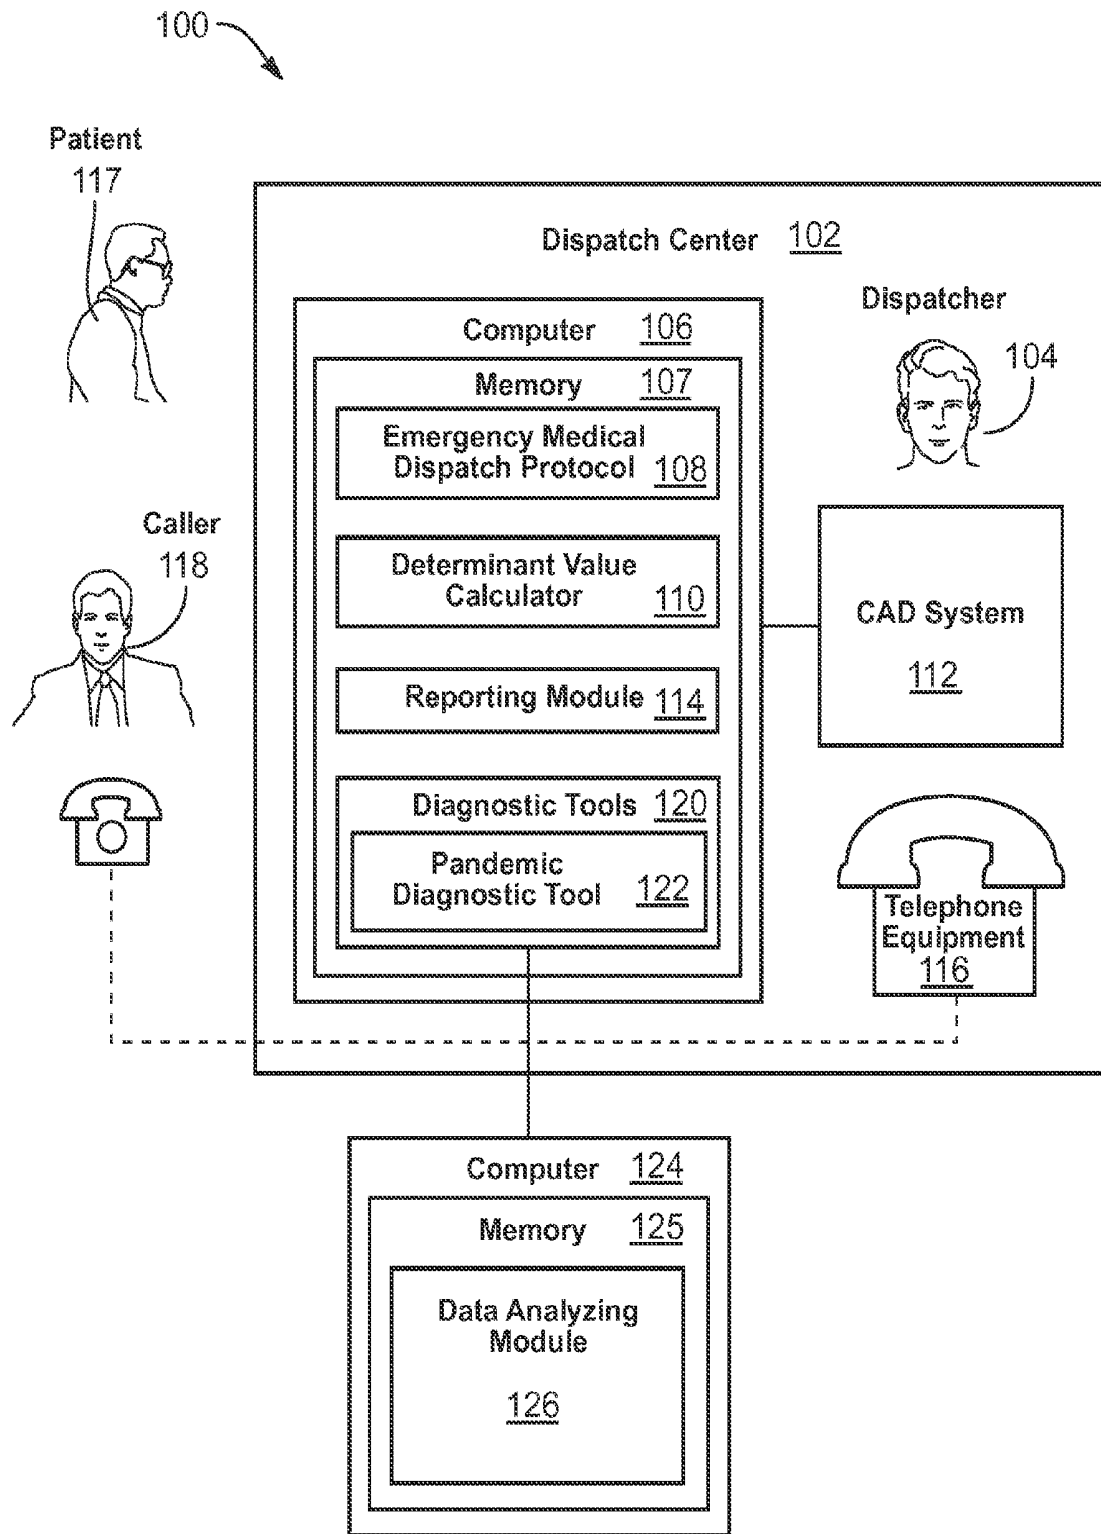 100
Patient
117
Dispatch Center 102
Dispatcher
104
Computer 106
Memory 107
Emergency Medical
Dispatch Protocol 108
Caller
118
Determinant Value
Calculator 110
CAD System
112
Reporting Module 114
Diagnostic Tools 120
Pandemic
Diagnostic Tool 122
Telephone
Equipment
116
Computer 124
Memory 125
Data Analyzing
Module
126